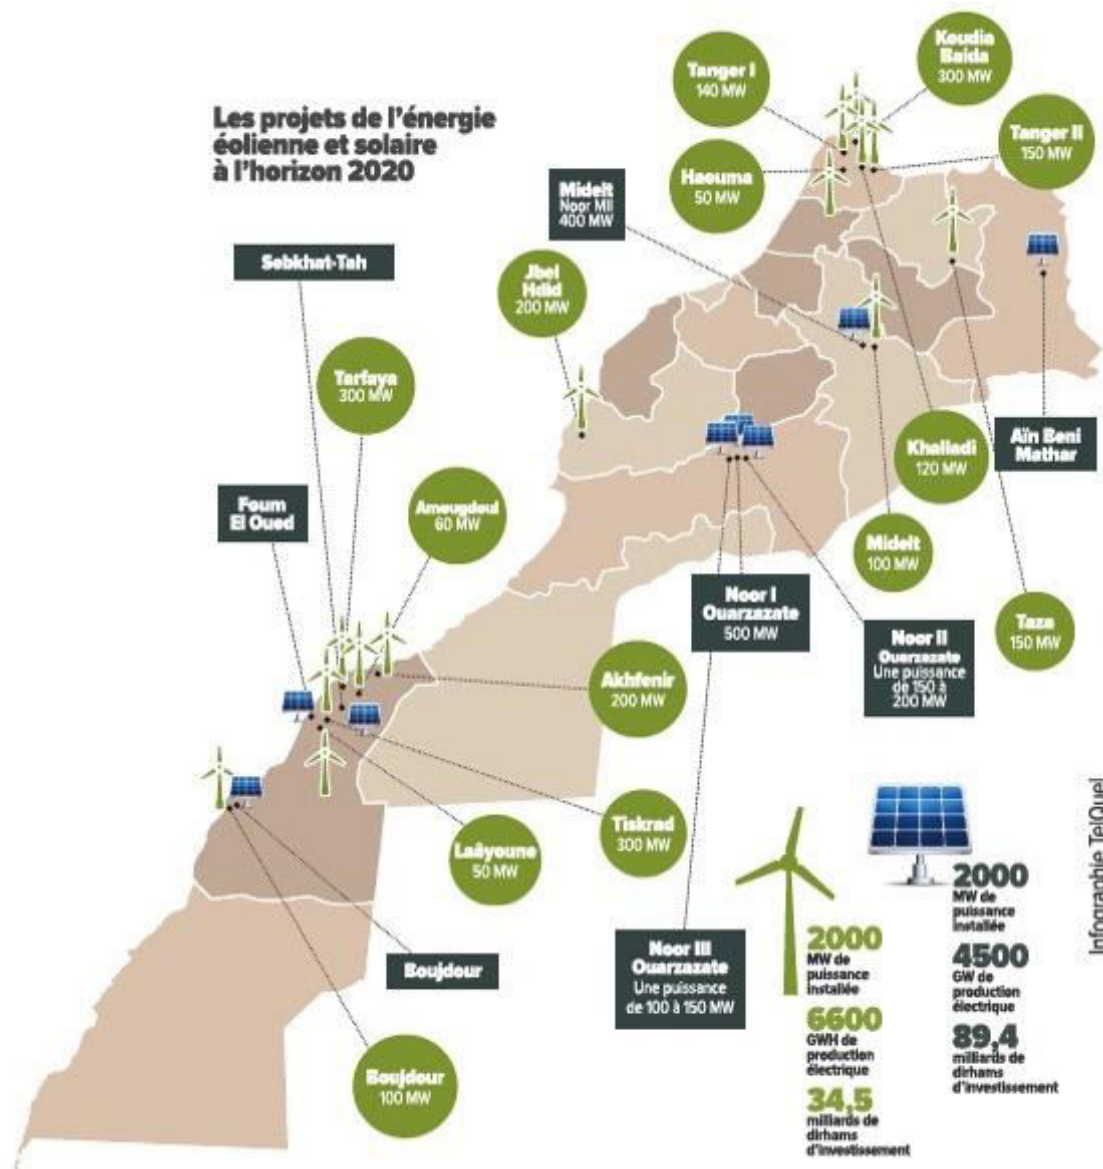 Les projets de l'énergie
éolienne et solaire
à l'horizon 2020
Koudia
Baida
300 MW
Tanger I
140 MW
Tanger II
150 MW
Haouma
50 MW
Midelt
Noor MII
400 MW
Sebkhat-Tah
Jbel
Hdid
200 MW
Tarfaya
300 MW
Khalladi
120 MW
Aïn Beni
Mathar
Foum
El Oued
Amougdoul
60 MW
Midelt
100 MW
Noor I
Ouarzazate
500 MW
Noor II
Ouarzazate
Une puissance
de 150 à
200 MW
Taza
150 MW
Akhfenir
200 MW
Tiskrad
300 MW
Laâyoune
50 MW
Noor III
Ouarzazate
Une puissance
de 100 à 150 MW
Boujdour
Boujdour
100 MW
2000
MW de
puissance
installée
6600
GWH de
production
électrique
34,5
milliards de
dirhams
d'investissement
2000
MW de
puissance
installée
4500
GW de
production
électrique
89,4
milliards de
dirhams
d'investissement
Infographie TelQuel